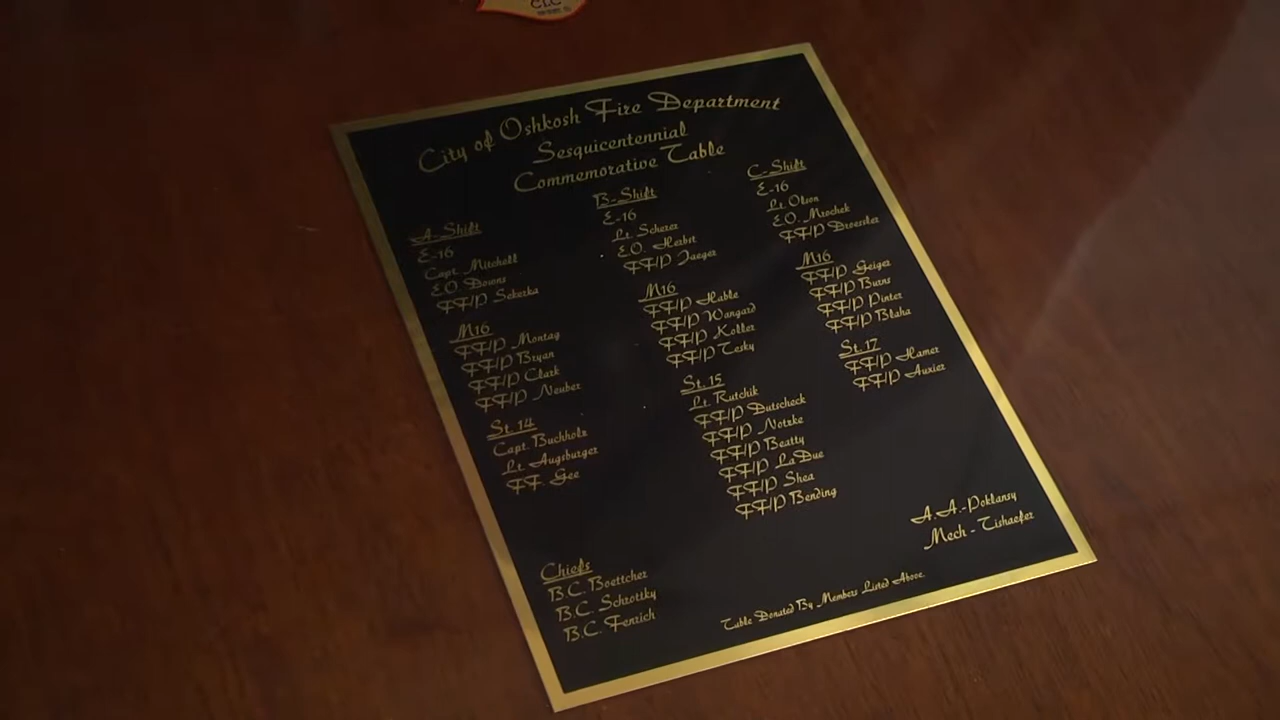 CLC
City of Oshkosh Fire Department
Sesquicentennial
Commemorative Table
A-Shift
E-16
Capt. Mitchell
E.O. Downs
FF/P Sekerka
M16
FF/P Montag
FF/P Bryan
FF/P Clark
FF/P Neuber
St. 14
Capt. Buchholz
Lt. Augsburger
FF. Gee
B-Shift
E-16
Lt. Scherer
E.O. Herbst
FF/P Jaeger
M16
FF/P Hable
FF/P Wongard
FF/P Koller
FF/P Tesky
St. 15
Lt. Rutchik
FF/P Dutscheck
FF/P Notzke
FF/P Beatty
FF/P LaDue
FF/P Shea
FF/P Bending
C-Shift
E-16
Lt. Olson
E.O. Mrochek
FF/P Droerster
M16
FF/P Geiger
FF/P Burns
FF/P Pinter
FF/P Blaha
St. 17
FF/P Hamer
FF/P Auxier
Chiefs
B.C. Boettcher
B.C. Schrottky
B.C. Fenrich
A.A.-Poklansy
Mech - Tishaefer
Table Donated By Members Listed Above.